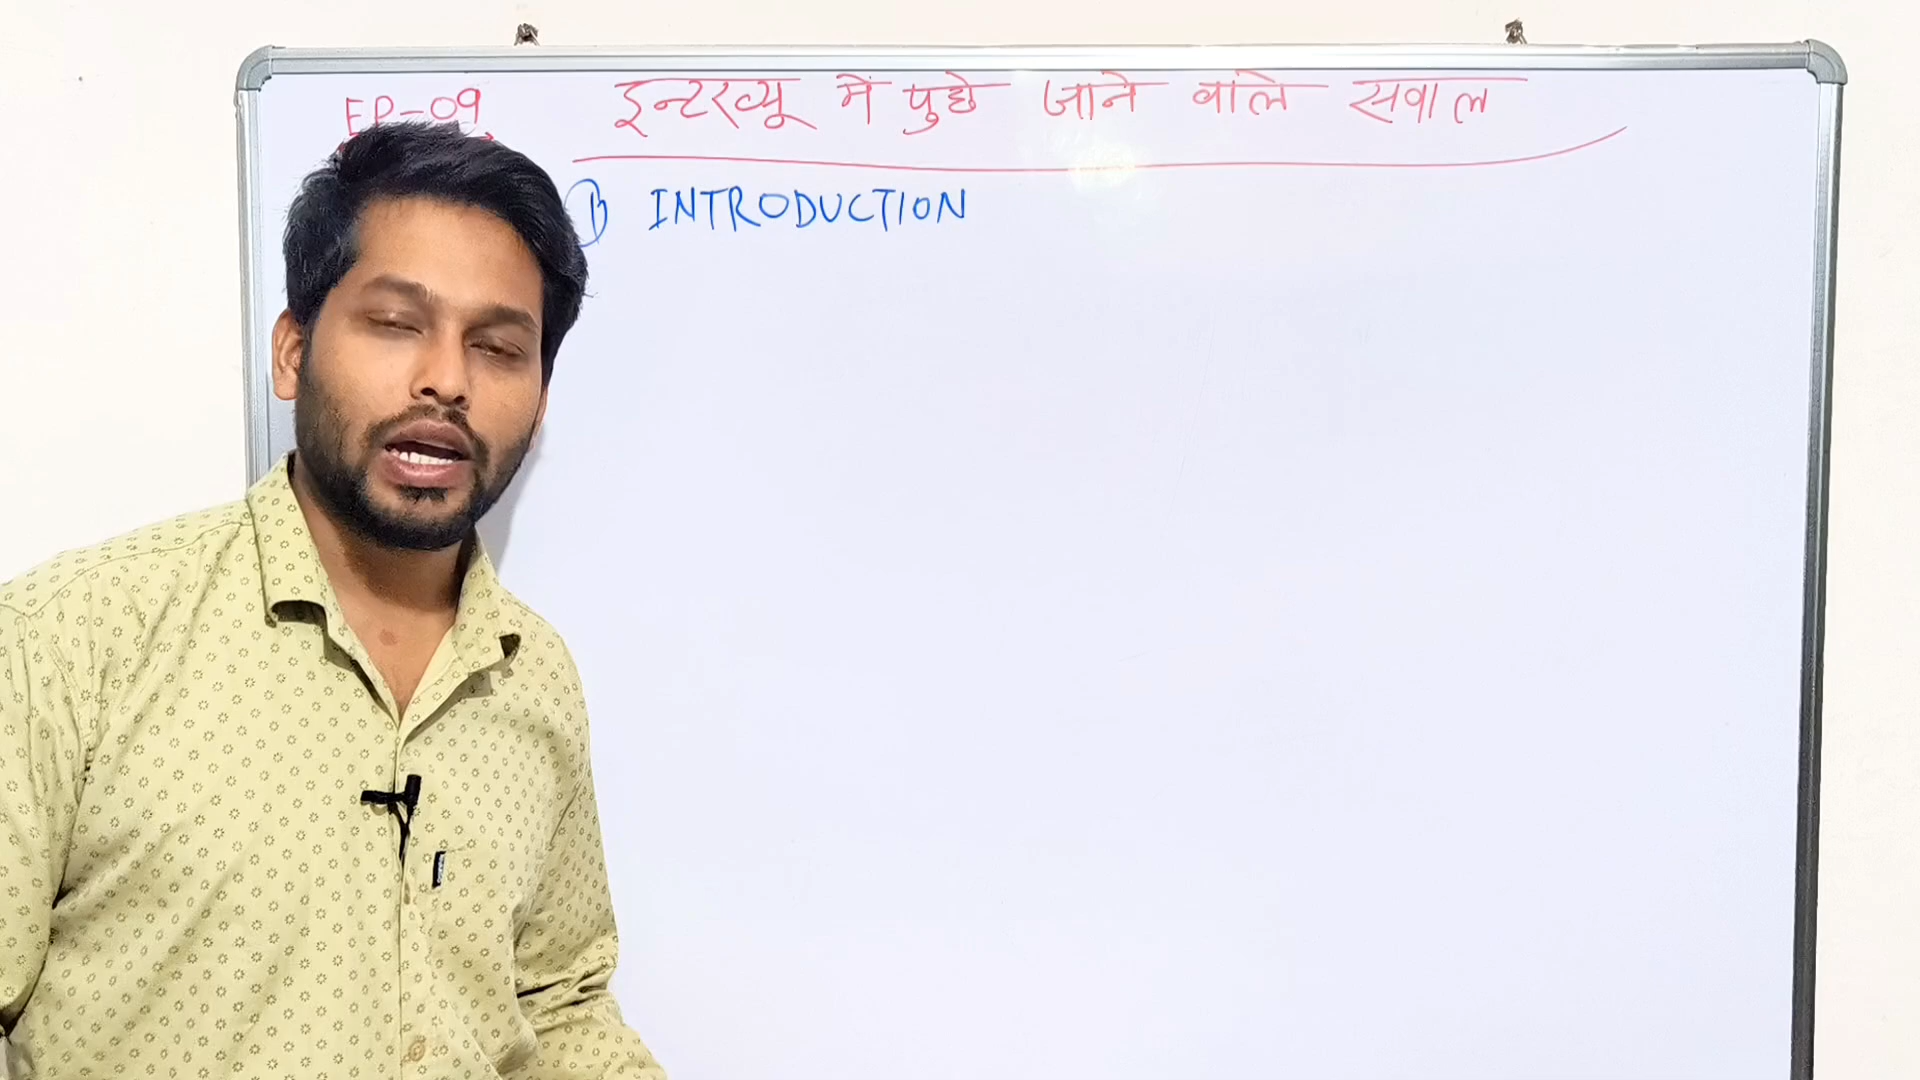 EP-09
इन्टरव्यू में पुछे जाने वाले सवाल
① INTRODUCTION